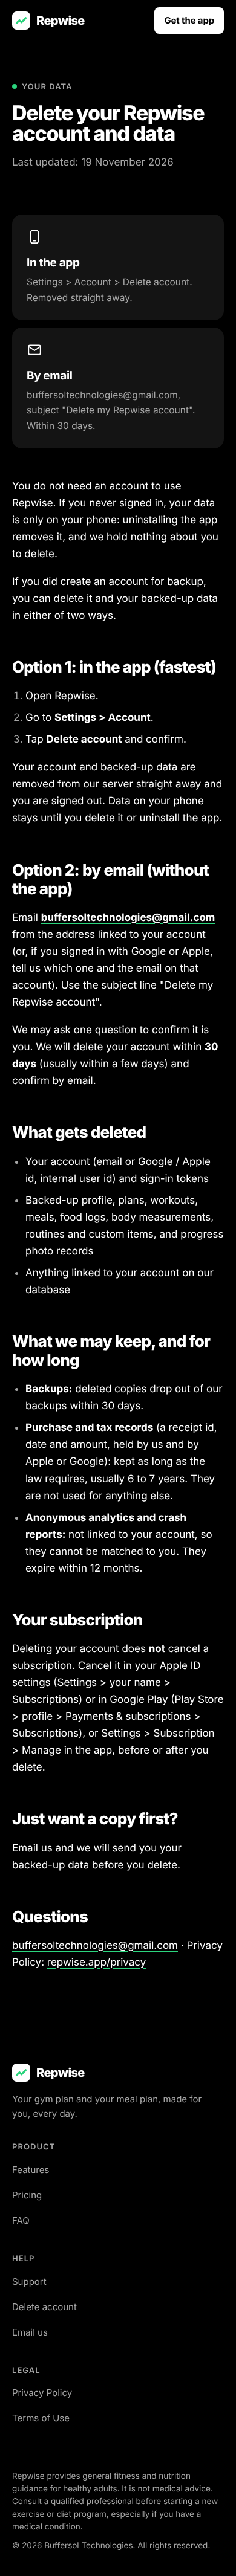 Repwise
Get the app
YOUR DATA
Delete your Repwise
account and data
Last updated: 19 November 2026
In the app
Settings > Account > Delete account.
Removed straight away.
By email
buffersoltechnologies@gmail.com,
subject "Delete my Repwise account".
Within 30 days.
You do not need an account to use
Repwise. If you never signed in, your data
is only on your phone: uninstalling the app
removes it, and we hold nothing about you
to delete.
If you did create an account for backup,
you can delete it and your backed-up data
in either of two ways.
Option 1: in the app (fastest)
1. Open Repwise.
2. Go to Settings > Account.
3. Tap Delete account and confirm.
Your account and backed-up data are
removed from our server straight away and
you are signed out. Data on your phone
stays until you delete it or uninstall the app.
Option 2: by email (without
the app)
Email buffersoltechnologies@gmail.com
from the address linked to your account
(or, if you signed in with Google or Apple,
tell us which one and the email on that
account). Use the subject line "Delete my
Repwise account".
We may ask one question to confirm it is
you. We will delete your account within 30
days (usually within a few days) and
confirm by email.
What gets deleted
• Your account (email or Google / Apple
id, internal user id) and sign-in tokens
• Backed-up profile, plans, workouts,
meals, food logs, body measurements,
routines and custom items, and progress
photo records
• Anything linked to your account on our
database
What we may keep, and for
how long
• Backups: deleted copies drop out of our
backups within 30 days.
• Purchase and tax records (a receipt id,
date and amount, held by us and by
Apple or Google): kept as long as the
law requires, usually 6 to 7 years. They
are not used for anything else.
• Anonymous analytics and crash
reports: not linked to your account, so
they cannot be matched to you. They
expire within 12 months.
Your subscription
Deleting your account does not cancel a
subscription. Cancel it in your Apple ID
settings (Settings > your name >
Subscriptions) or in Google Play (Play Store
> profile > Payments & subscriptions >
Subscriptions), or Settings > Subscription
> Manage in the app, before or after you
delete.
Just want a copy first?
Email us and we will send you your
backed-up data before you delete.
Questions
buffersoltechnologies@gmail.com · Privacy
Policy: repwise.app/privacy
Repwise
Your gym plan and your meal plan, made for
you, every day.
PRODUCT
Features
Pricing
FAQ
HELP
Support
Delete account
Email us
LEGAL
Privacy Policy
Terms of Use
Repwise provides general fitness and nutrition
guidance for healthy adults. It is not medical advice.
Consult a qualified professional before starting a new
exercise or diet program, especially if you have a
medical condition.
© 2026 Buffersol Technologies. All rights reserved.